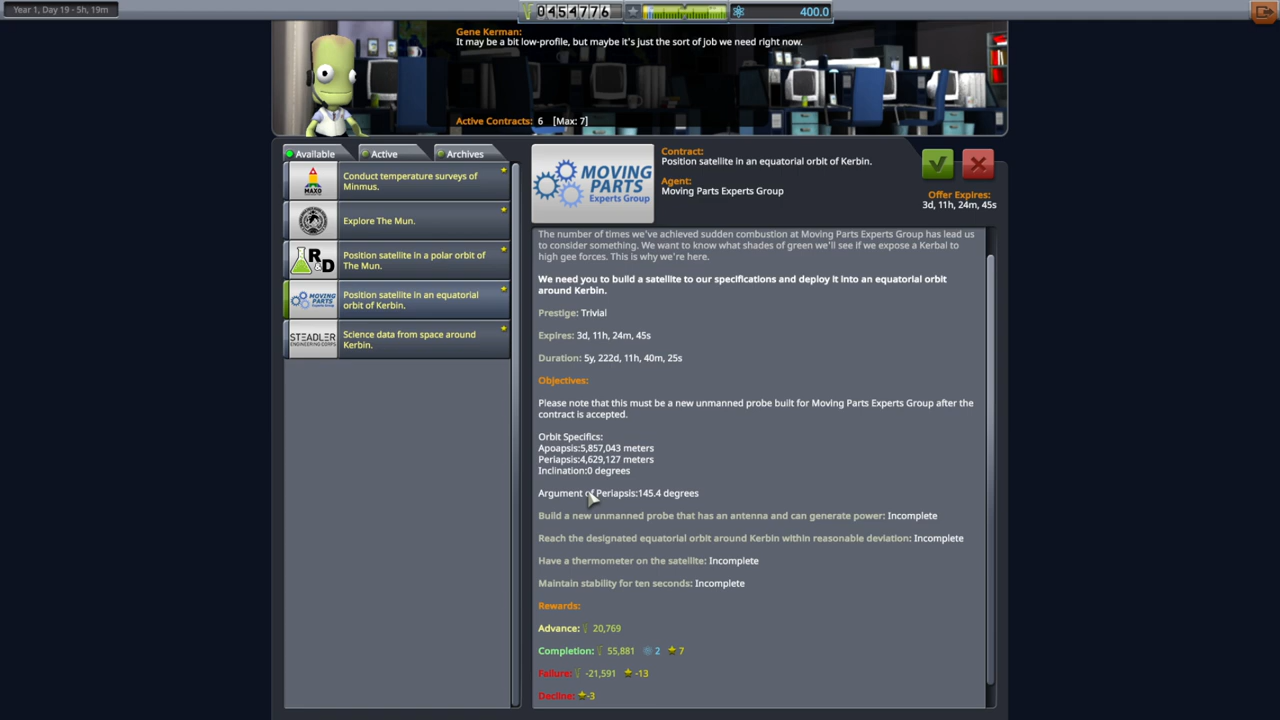 Year 1, Day 19 - 5h, 19m
0454776
400.0
Gene Kerman:
It may be a bit low-profile, but maybe it's just the sort of job we need right now.
Active Contracts: 6 [Max: 7]
Available
Active
Archives
MAXO
Conduct temperature surveys of
Minmus.
Explore The Mun.
R&D
Position satellite in a polar orbit of
The Mun.
MOVING
PARTS
Position satellite in an equatorial
orbit of Kerbin.
STEADLER
ENGINEERING CORPS
Science data from space around
Kerbin.
MOVING
PARTS
Experts Group
Contract:
Position satellite in an equatorial orbit of Kerbin.
Agent:
Moving Parts Experts Group
Offer Expires:
3d, 11h, 24m, 45s
The number of times we've achieved sudden combustion at Moving Parts Experts Group has lead us
to consider something. We want to know what shades of green we'll see if we expose a Kerbal to
high gee forces. This is why we're here.
We need you to build a satellite to our specifications and deploy it into an equatorial orbit
around Kerbin.
Prestige: Trivial
Expires: 3d, 11h, 24m, 45s
Duration: 5y, 222d, 11h, 40m, 25s
Objectives:
Please note that this must be a new unmanned probe built for Moving Parts Experts Group after the
contract is accepted.
Orbit Specifics:
Apoapsis:5,857,043 meters
Periapsis:4,629,127 meters
Inclination:0 degrees
Argument of Periapsis:145.4 degrees
Build a new unmanned probe that has an antenna and can generate power: Incomplete
Reach the designated equatorial orbit around Kerbin within reasonable deviation: Incomplete
Have a thermometer on the satellite: Incomplete
Maintain stability for ten seconds: Incomplete
Rewards:
Advance: 20,769
Completion: 55,881 2 7
Failure: -21,591 -13
Decline: -3